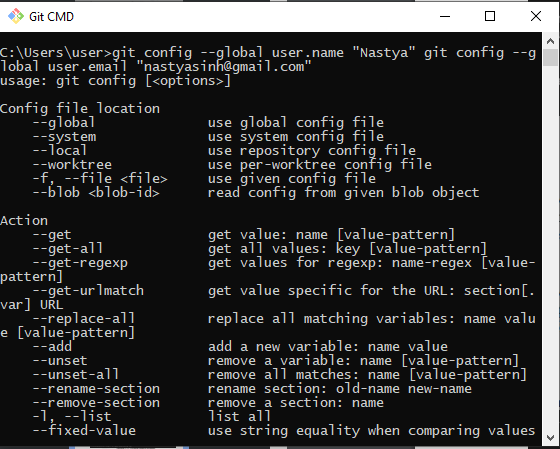 Git CMD
C:\Users\user>git config --global user.name "Nastya" git config --g
lobal user.email "nastyasinh@gmail.com"
usage: git config [<options>]
Config file location
--global use global config file
--system use system config file
--local use repository config file
--worktree use per-worktree config file
-f, --file <file> use given config file
--blob <blob-id> read config from given blob object
Action
--get get value: name [value-pattern]
--get-all get all values: key [value-pattern]
--get-regexp get values for regexp: name-regex [value-
pattern]
--get-urlmatch get value specific for the URL: section[.
var] URL
--replace-all replace all matching variables: name valu
e [value-pattern]
--add add a new variable: name value
--unset remove a variable: name [value-pattern]
--unset-all remove all matches: name [value-pattern]
--rename-section rename section: old-name new-name
--remove-section remove a section: name
-l, --list list all
--fixed-value use string equality when comparing values